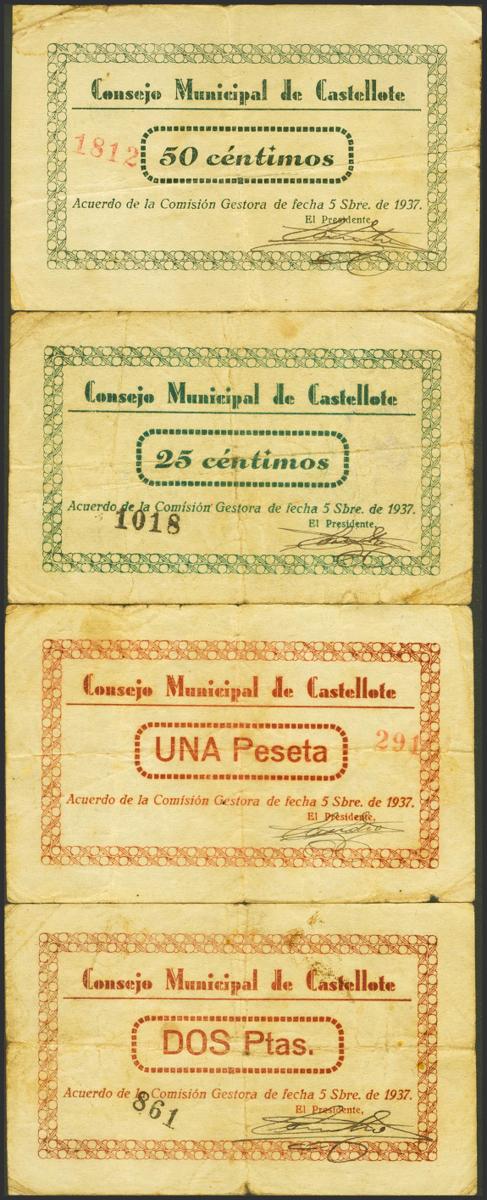 Consejo Municipal de Castellote
1812 50 céntimos
Acuerdo de la Comisión Gestora de fecha 5 Sbre. de 1937.
El Presidente,
Consejo Municipal de Castellote
25 céntimos
Acuerdo de la Comisión Gestora de fecha 5 Sbre. de 1937.
1018 El Presidente,
Consejo Municipal de Castellote
UNA Peseta 291
Acuerdo de la Comisión Gestora de fecha 5 Sbre. de 1937.
El Présidente,
Consejo Municipal de Castellote
DOS Ptas.
Acuerdo de la Comisión Gestora de fecha 5 Sbre. de 1937.
861 El Presidente,